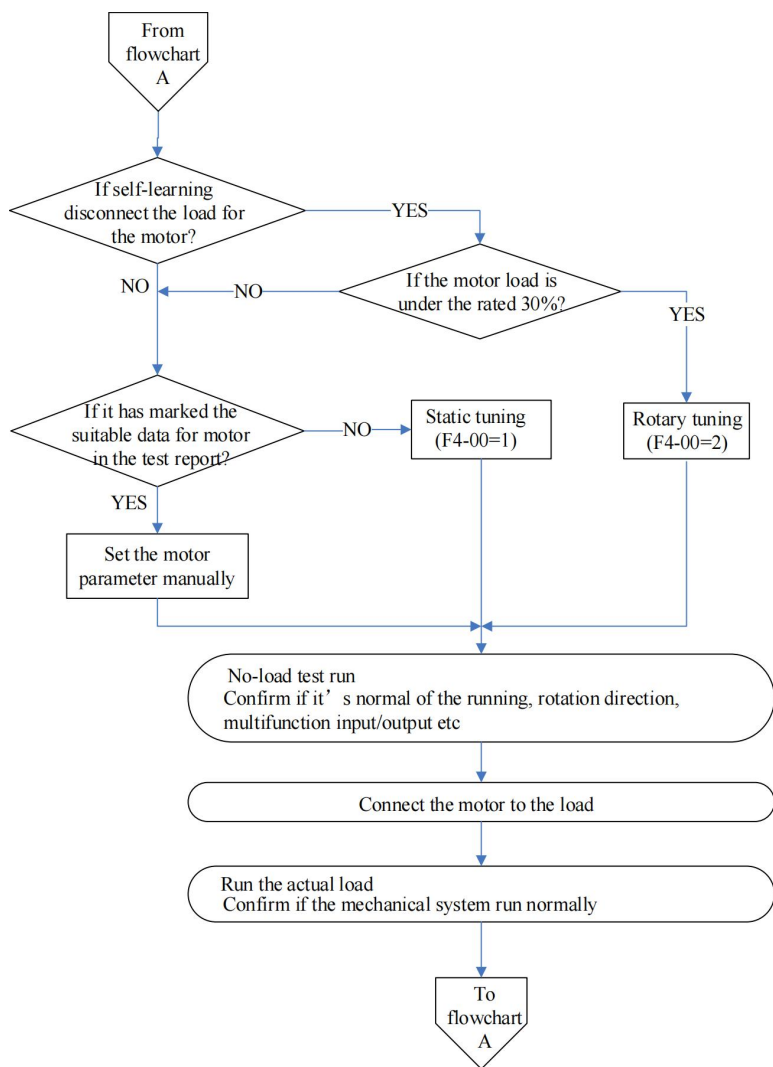 From
flowchart
A
If self-learning
disconnect the load for
the motor?
YES
NO
If the motor load is
under the rated 30%?
NO
YES
If it has marked the
suitable data for motor
in the test report?
NO
Static tuning
(F4-00=1)
Rotary tuning
(F4-00=2)
YES
Set the motor
parameter manually
No-load test run
Confirm if it’s normal of the running, rotation direction,
multifunction input/output etc
Connect the motor to the load
Run the actual load
Confirm if the mechanical system run normally
To
flowchart
A